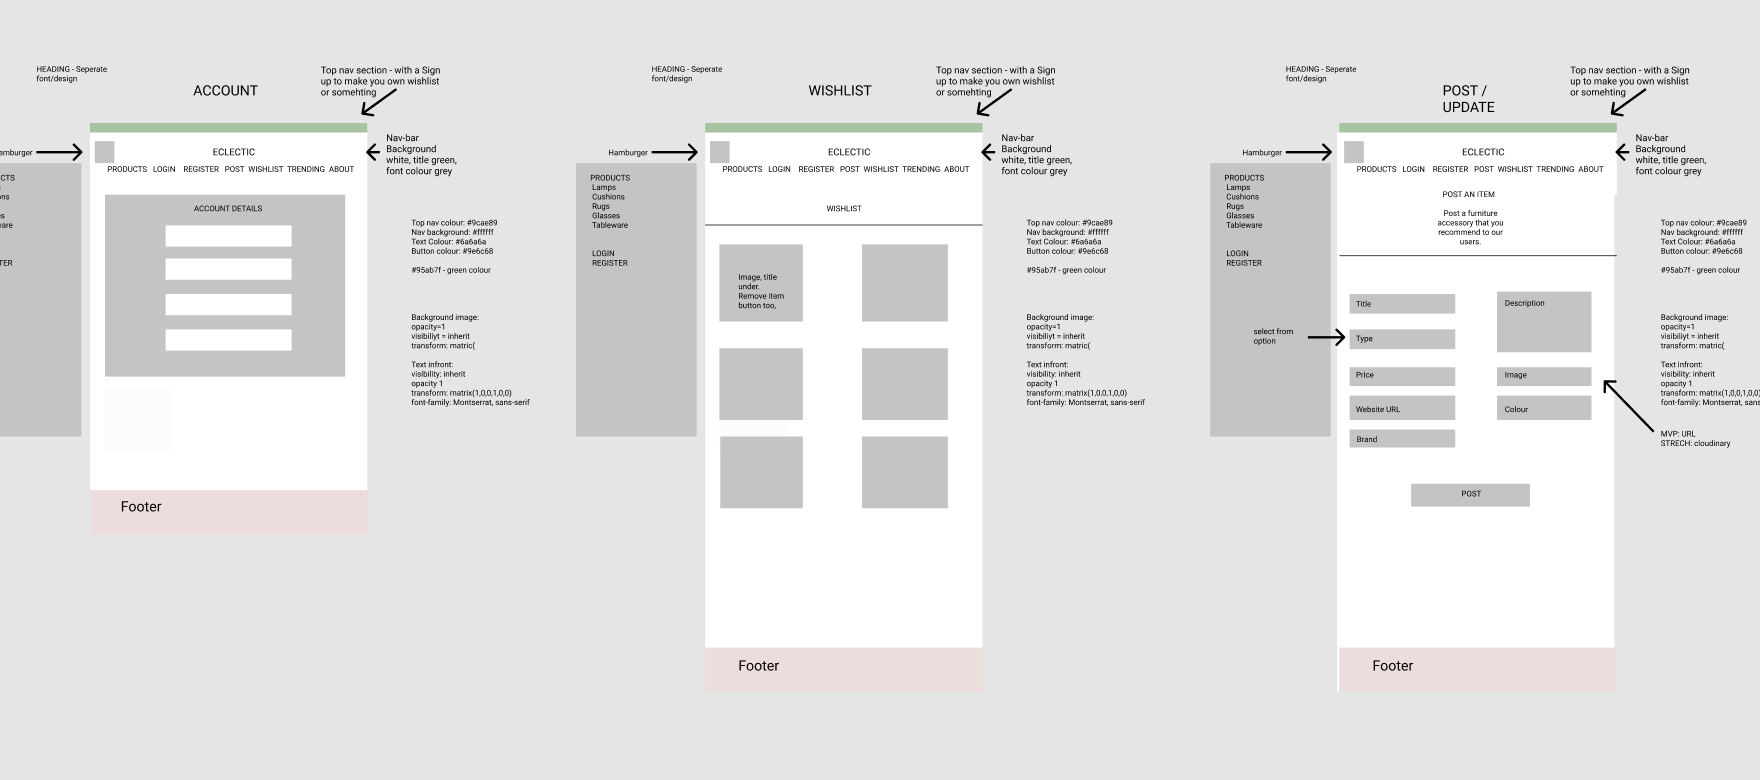 HEADING - Seperate
font/design
ACCOUNT
Top nav section - with a Sign
up to make you own wishlist
or somehting
amburger
ECLECTIC
PRODUCTS LOGIN REGISTER POST WISHLIST TRENDING ABOUT
Nav-bar
Background
white, title green,
font colour grey
CTS
s
ons
s
ware
TER
ACCOUNT DETAILS
Top nav colour: #9cae89
Nav background: #ffffff
Text Colour: #6a6a6a
Button colour: #9e6c68
#95ab7f - green colour
Background image:
opacity=1
visibiliyt = inherit
transform: matric(
Text infront:
visibility: inherit
opacity 1
transform: matrix(1,0,0,1,0,0)
font-family: Montserrat, sans-serif
Footer
HEADING - Seperate
font/design
WISHLIST
Top nav section - with a Sign
up to make you own wishlist
or somehting
Hamburger
ECLECTIC
PRODUCTS LOGIN REGISTER POST WISHLIST TRENDING ABOUT
Nav-bar
Background
white, title green,
font colour grey
PRODUCTS
Lamps
Cushions
Rugs
Glasses
Tableware
LOGIN
REGISTER
WISHLIST
Image, title
under.
Remove item
button too,
Top nav colour: #9cae89
Nav background: #ffffff
Text Colour: #6a6a6a
Button colour: #9e6c68
#95ab7f - green colour
Background image:
opacity=1
visibiliyt = inherit
transform: matric(
Text infront:
visibility: inherit
opacity 1
transform: matrix(1,0,0,1,0,0)
font-family: Montserrat, sans-serif
Footer
HEADING - Seperate
font/design
POST /
UPDATE
Top nav section - with a Sign
up to make you own wishlist
or somehting
Hamburger
ECLECTIC
PRODUCTS LOGIN REGISTER POST WISHLIST TRENDING ABOUT
Nav-bar
Background
white, title green,
font colour grey
PRODUCTS
Lamps
Cushions
Rugs
Glasses
Tableware
LOGIN
REGISTER
POST AN ITEM
Post a furniture
accessory that you
recommend to our
users.
select from
option
Title
Type
Price
Website URL
Brand
Description
Image
Colour
POST
Top nav colour: #9cae89
Nav background: #ffffff
Text Colour: #6a6a6a
Button colour: #9e6c68
#95ab7f - green colour
Background image:
opacity=1
visibiliyt = inherit
transform: matric(
Text infront:
visibility: inherit
opacity 1
transform: matrix(1,0,0,1,0,0)
font-family: Montserrat, sans
MVP: URL
STRECH: cloudinary
Footer